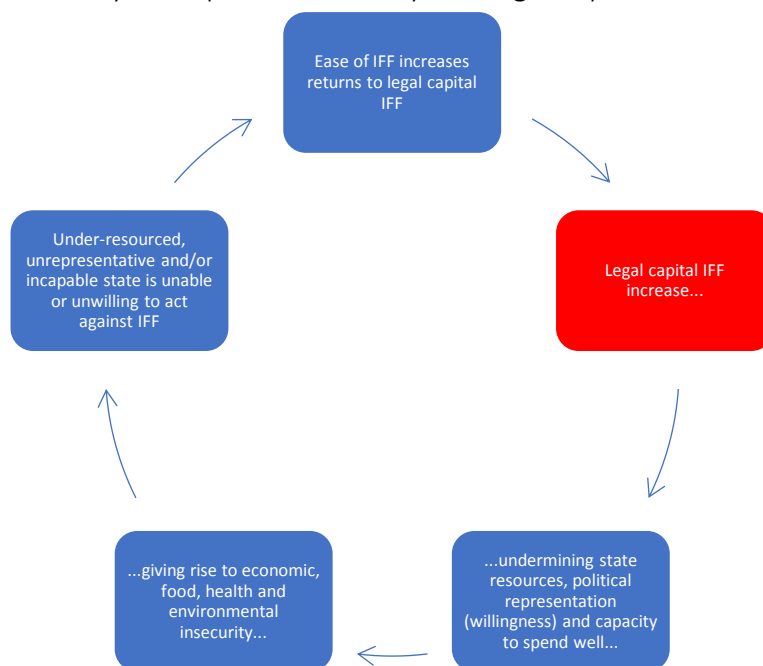 Ease of IFF increases
returns to legal capital
IFF
Legal capital IFF
increase...
...undermining state
resources, political
representation
(willingness) and capacity
to spend well...
...giving rise to economic,
food, health and
environmental
insecurity...
Under-resourced,
unrepresentative and/or
incapable state is unable
or unwilling to act
against IFF